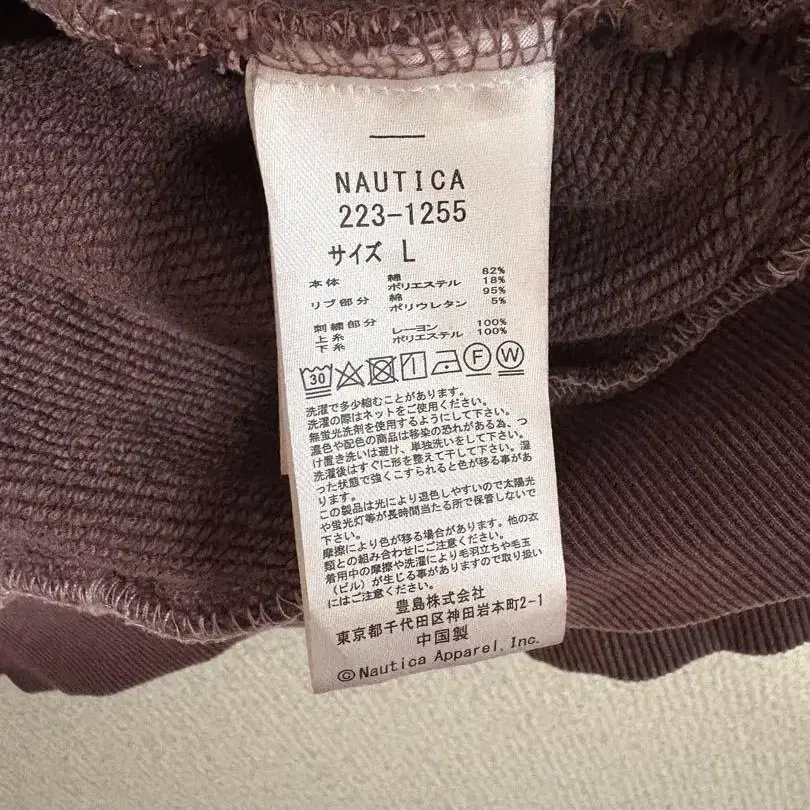 NAUTICA
223-1255
サイズ L
本体 綿 82%
ポリエステル 18%
リブ部分 綿 95%
ポリウレタン 5%
刺繍部分
上糸 レーヨン 100%
下糸 ポリエステル 100%
30 F W
洗濯で多少縮むことがあります。
洗濯の際はネットをご使用ください。
無蛍光洗剤を使用するようにして下さい。
濃色や配色の商品は移染の恐れがある為、つ
け置き洗いは避け、単独洗いをして下さい。
洗濯後はすぐに形を整えて干して下さい。湿
った状態で強くこすられると色が移る事があ
ります。
この製品は光により退色しやすいので太陽光
や蛍光灯等が長時間当たる所で保管しないで
下さい。
摩擦により色が移る場合があります。他の衣
類との組み合わせにご注意ください。
着用中の摩擦や洗濯により毛羽立ちや毛玉
(ピル)が生じる事がありますので取り扱い
にはご注意ください。
豊島株式会社
東京都千代田区神田岩本町2-1
中国製
©Nautica Apparel, Inc.